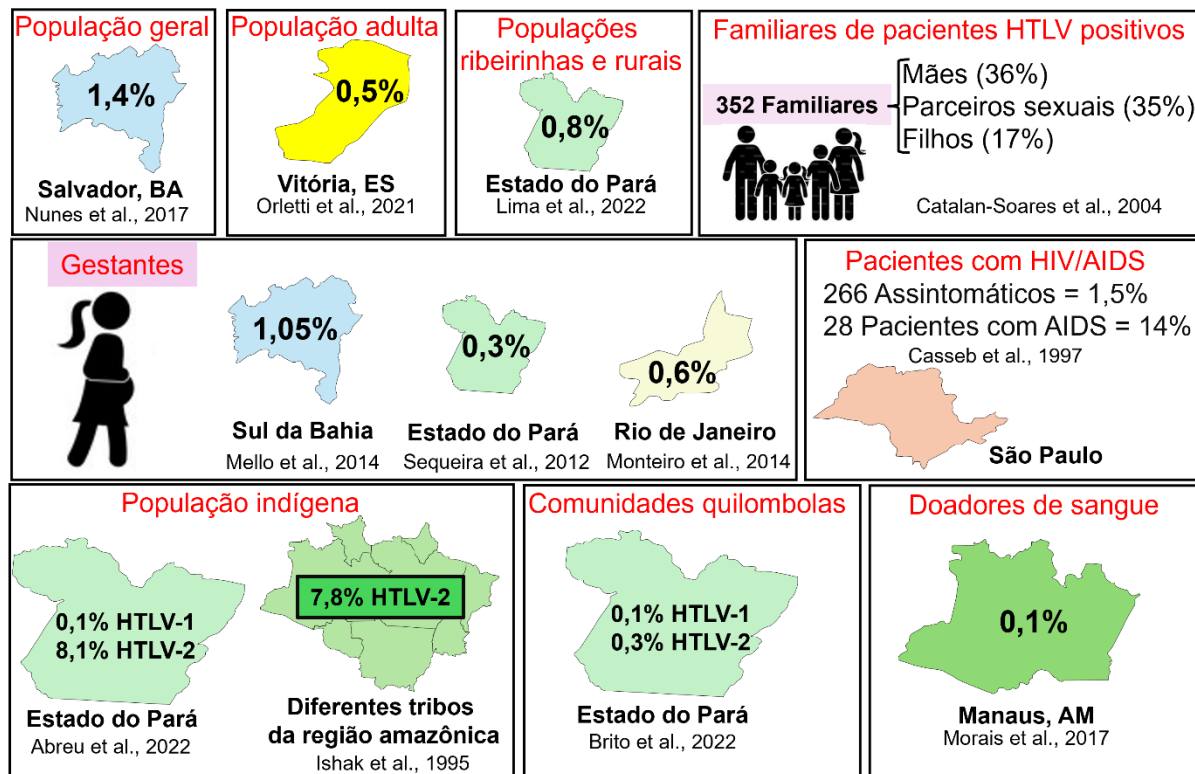 População geral
1,4%
Salvador, BA
Nunes et al., 2017
População adulta
0,5%
Vitória, ES
Orletti et al., 2021
Populações
ribeirinhas e rurais
0,8%
Estado do Pará
Lima et al., 2022
Familiares de pacientes HTLV positivos
352 Familiares
Mães (36%)
Parceiros sexuais (35%)
Filhos (17%)
Catalan-Soares et al., 2004
Gestantes
1,05%
Sul da Bahia
Mello et al., 2014
0,3%
Estado do Pará
Sequeira et al., 2012
0,6%
Rio de Janeiro
Monteiro et al., 2014
Pacientes com HIV/AIDS
266 Assintomáticos = 1,5%
28 Pacientes com AIDS = 14%
Casseb et al., 1997
São Paulo
População indígena
0,1% HTLV-1
8,1% HTLV-2
Estado do Pará
Abreu et al., 2022
7,8% HTLV-2
Diferentes tribos
da região amazônica
Ishak et al., 1995
Comunidades quilombolas
0,1% HTLV-1
0,3% HTLV-2
Estado do Pará
Brito et al., 2022
Doadores de sangue
0,1%
Manaus, AM
Morais et al., 2017